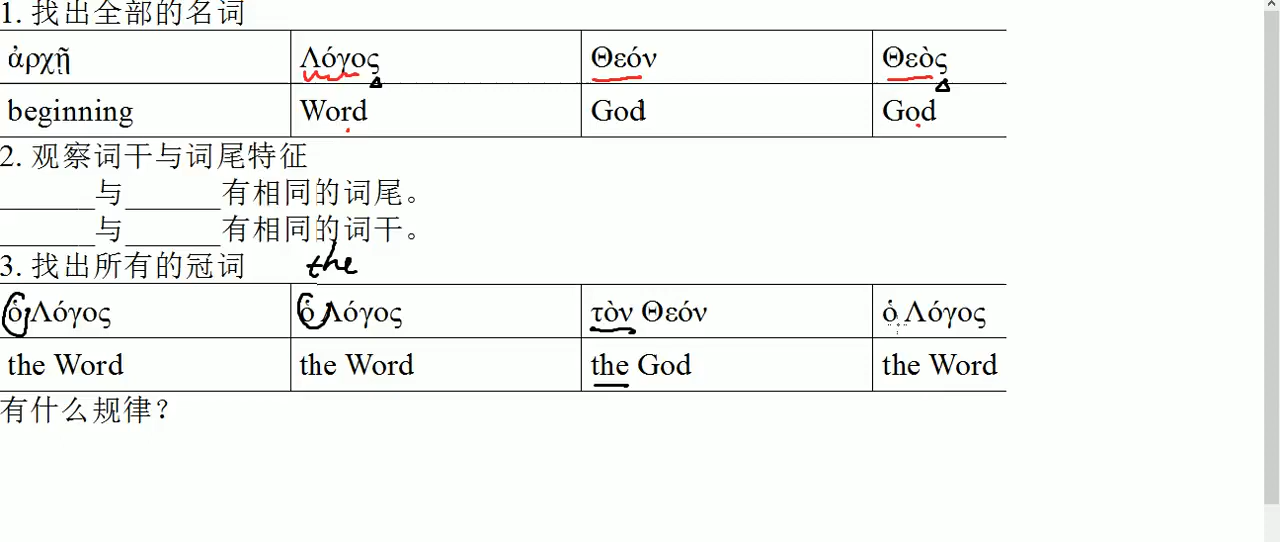 1. 找出全部的名词
ἀρχῇ Λόγος Θεόν Θεὸς
beginning Word God God
2. 观察词干与词尾特征
______与______有相同的词尾。
______与______有相同的词干。
3. 找出所有的冠词 the
ὁ Λόγος ὁ Λόγος τὸν Θεόν ὁ Λόγος
the Word the Word the God the Word
有什么规律?